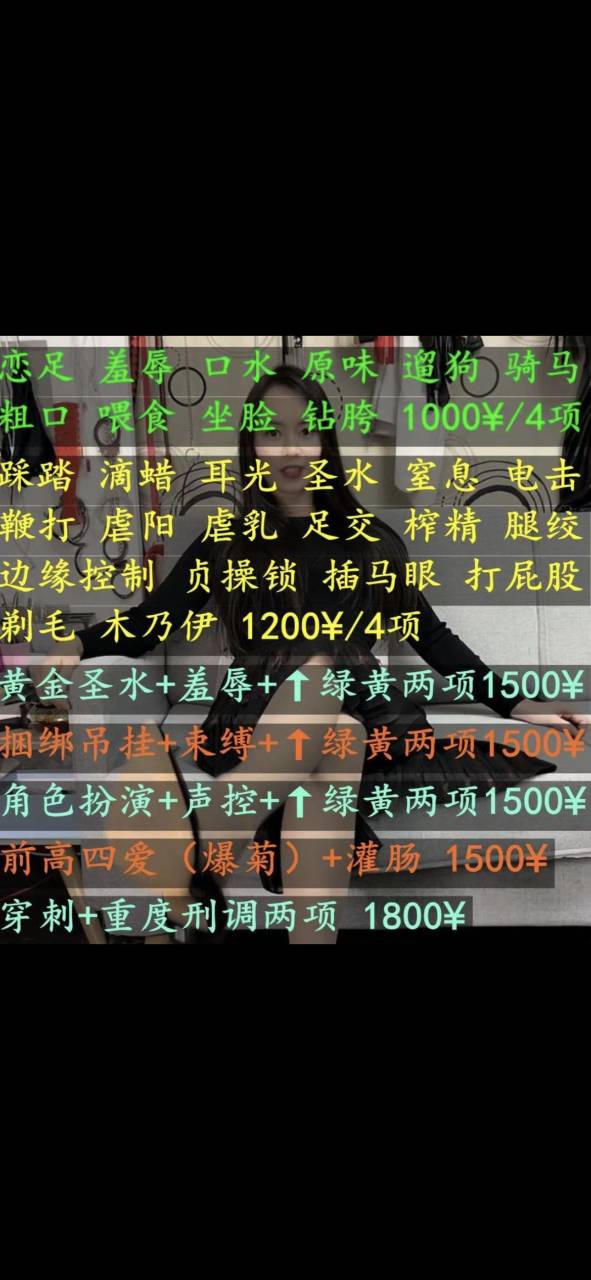 恋足 羞辱 口水 原味 遛狗 骑马
粗口 喂食 坐脸 钻胯 1000¥/4项
踩踏 滴蜡 耳光 圣水 窒息 电击
鞭打 虐阳 虐乳 足交 榨精 腿绞
边缘控制 贞操锁 插马眼 打屁股
剃毛 木乃伊 1200¥/4项
黄金圣水+羞辱+↑绿黄两项1500¥
捆绑吊挂+束缚+↑绿黄两项1500¥
角色扮演+声控+↑绿黄两项1500¥
前高四爱（爆菊）+灌肠 1500¥
穿刺+重度刑调两项 1800¥